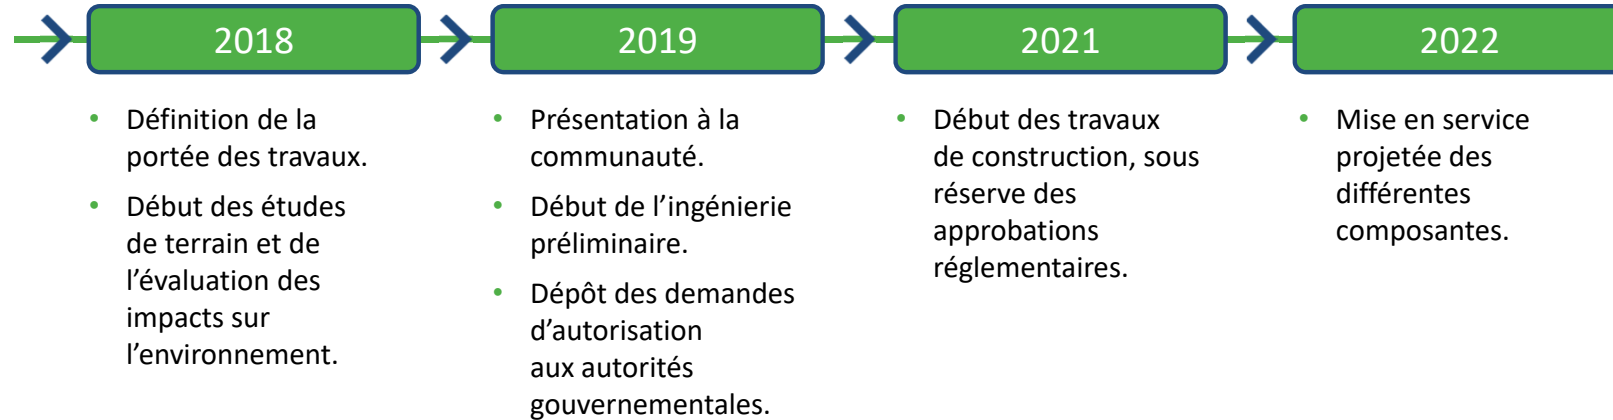 2018
• Définition de la
portée des travaux.
• Début des études
de terrain et de
l’évaluation des
impacts sur
l’environnement.
2019
• Présentation à la
communauté.
• Début de l’ingénierie
préliminaire.
• Dépôt des demandes
d’autorisation
aux autorités
gouvernementales.
2021
• Début des travaux
de construction, sous
réserve des
approbations
réglementaires.
2022
• Mise en service
projetée des
différentes
composantes.